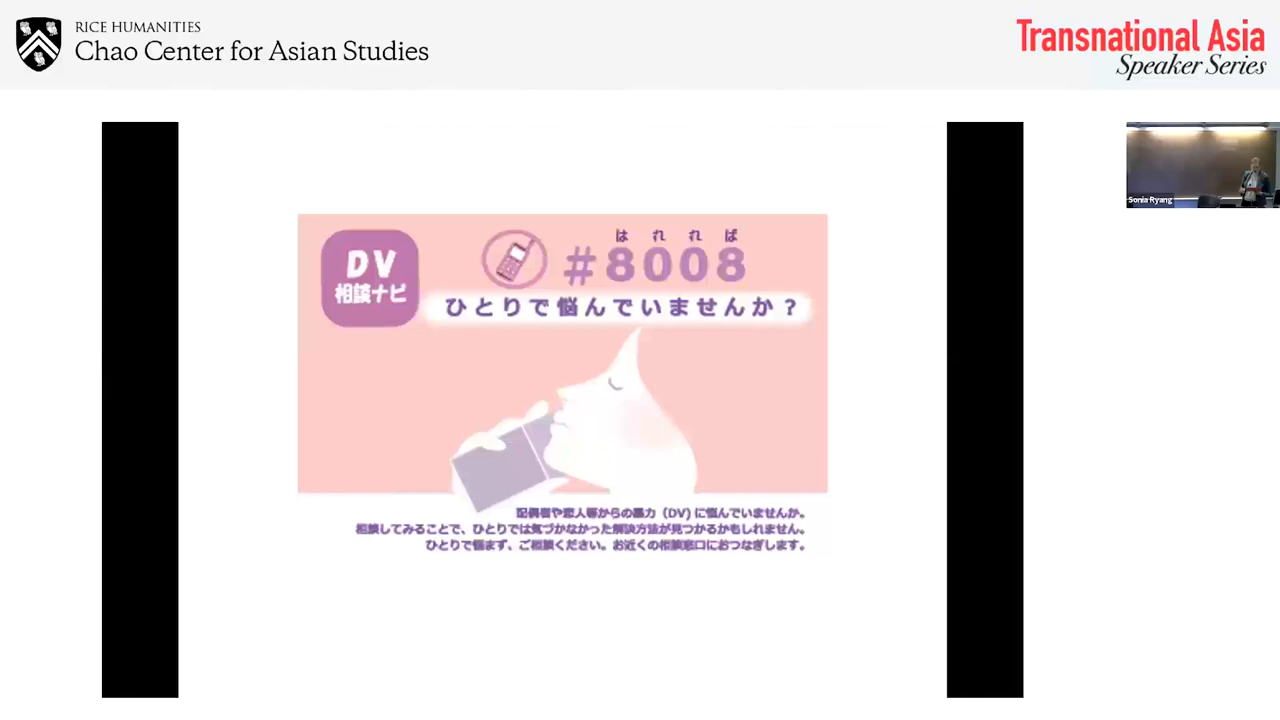 RICE HUMANITIES
Chao Center for Asian Studies
Transnational Asia
Speaker Series
Sonia Ryang
DV
相談ナビ
はれれば
#8008
ひとりで悩んでいませんか？
配偶者や恋人等からの暴力（DV）に悩んでいませんか。
相談してみることで、ひとりでは気づかなかった解決方法が見つかるかもしれません。
ひとりで悩まず、ご相談ください。お近くの相談窓口におつなぎします。